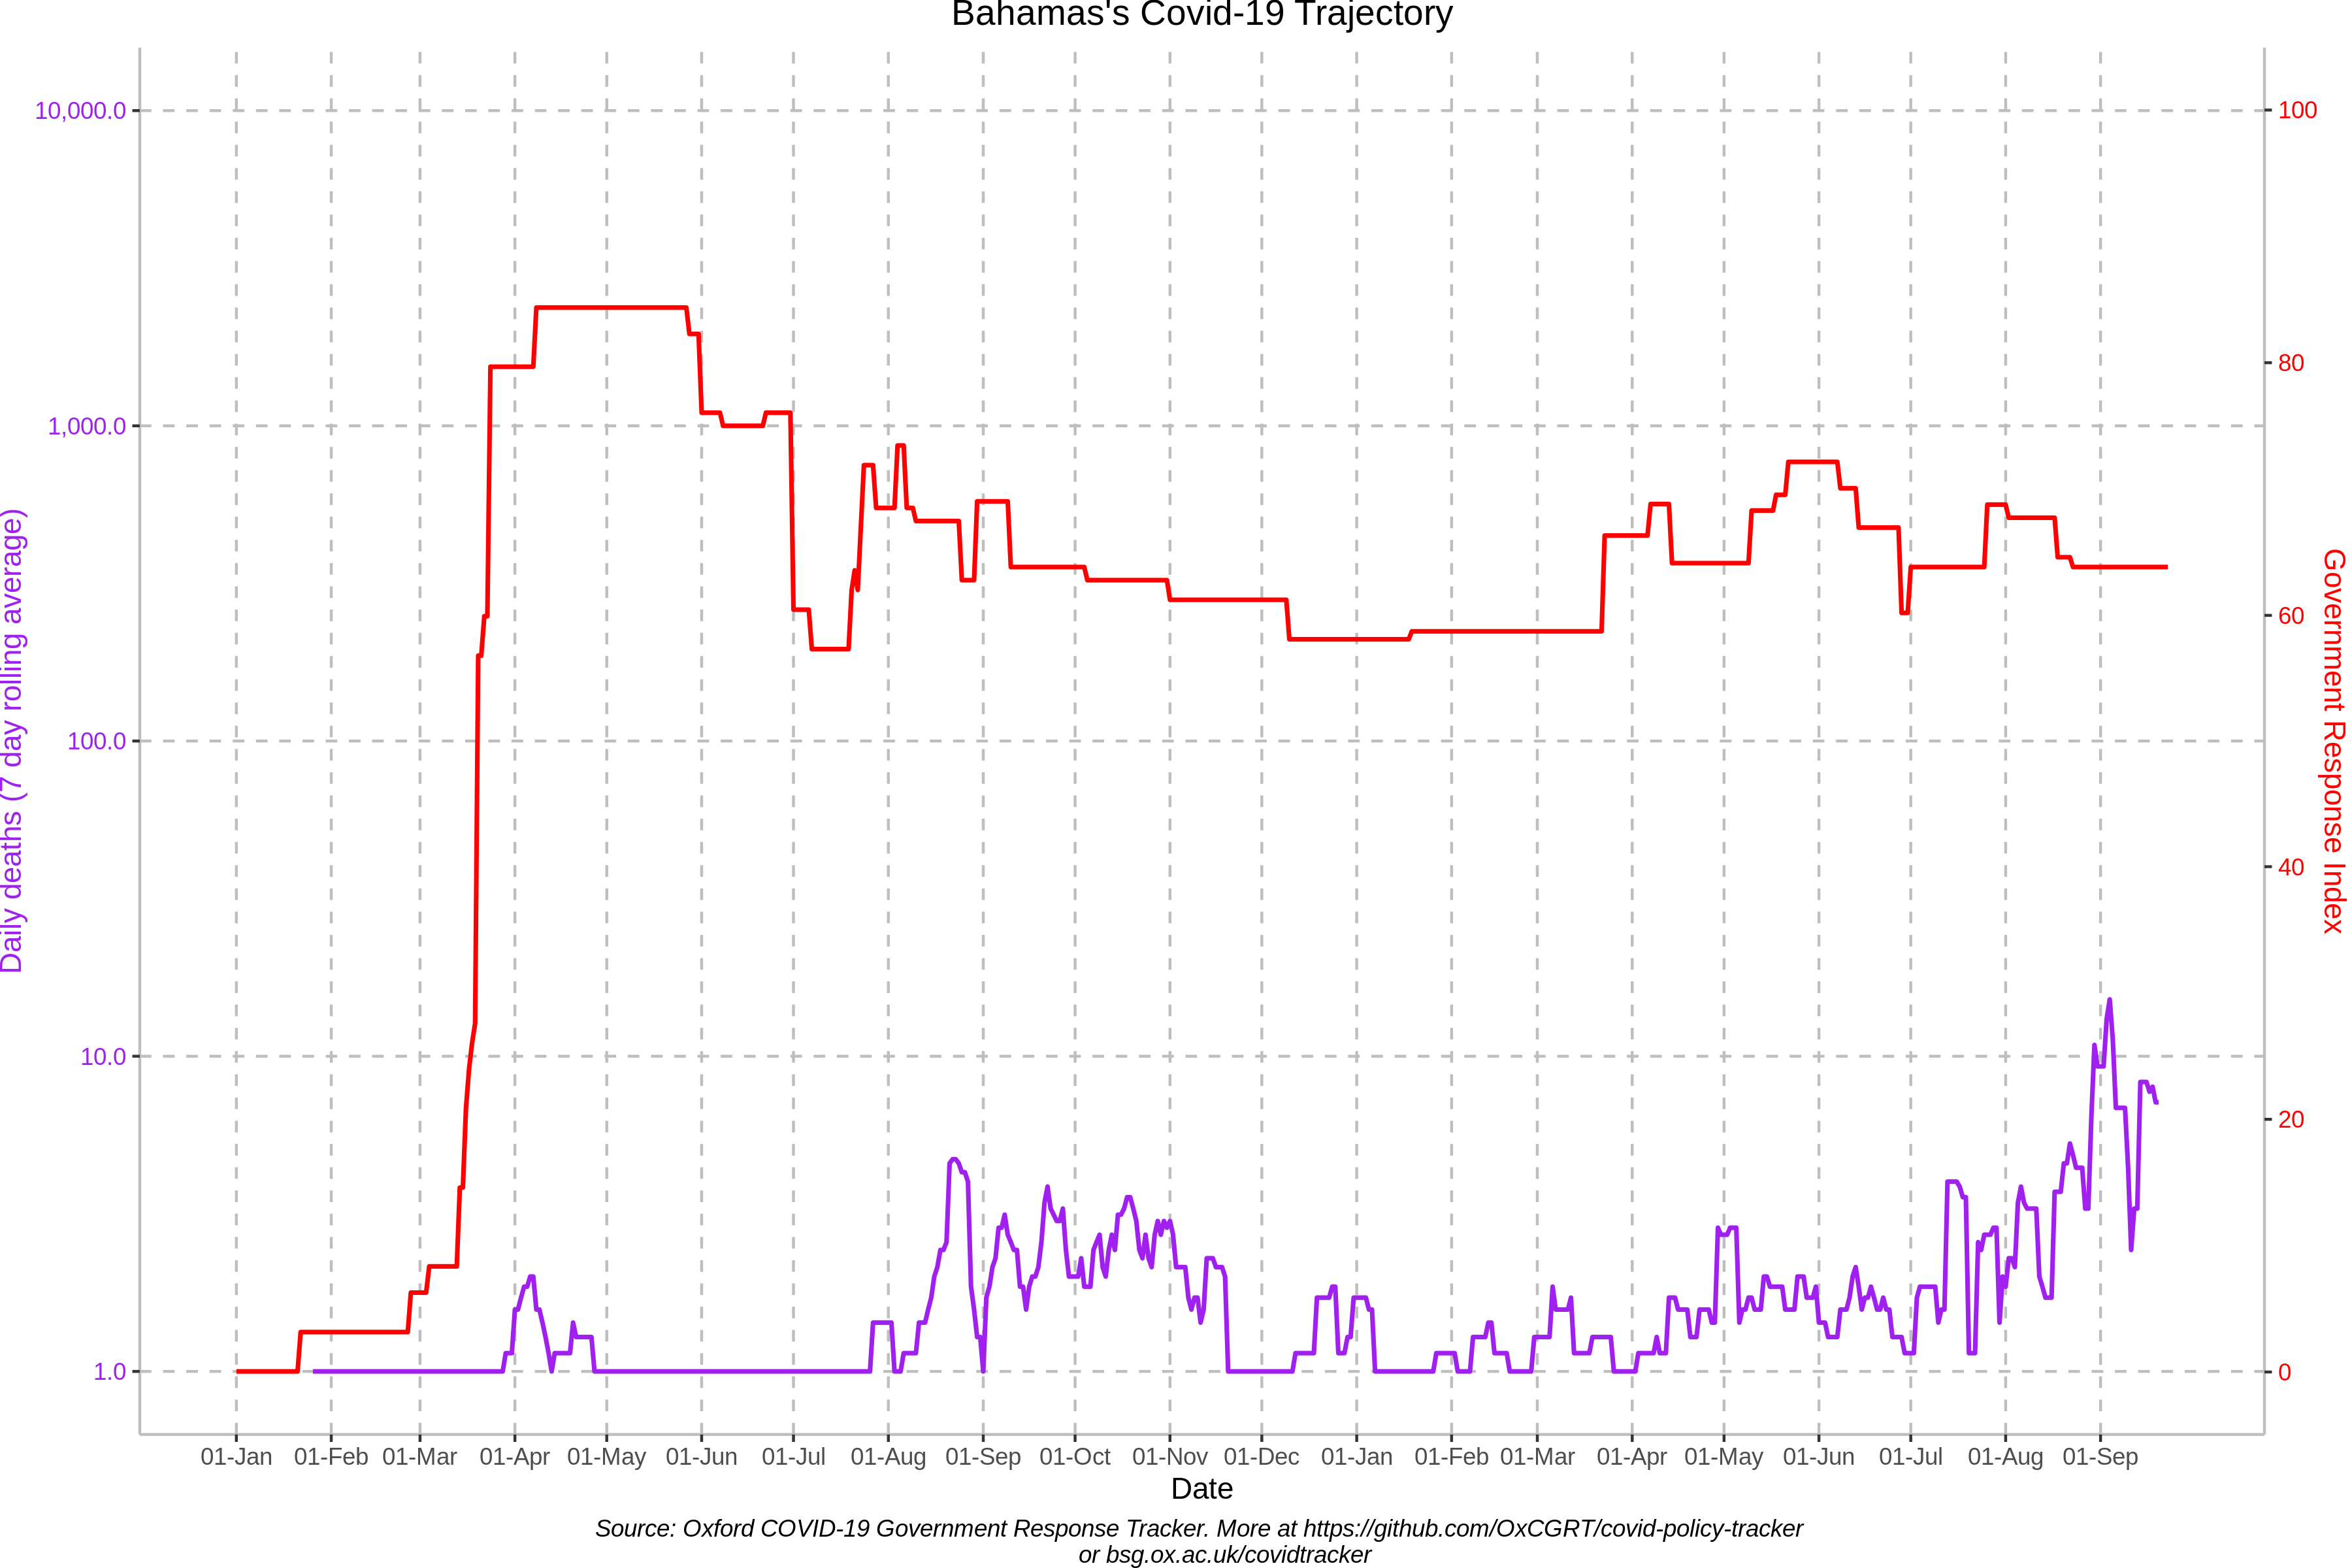 Bahamas's Covid-19 Trajectory
10,000.0
1,000.0
100.0
10.0
1.0
Daily deaths (7 day rolling average)
100
80
60
40
20
0
Government Response Index
01-Jan 01-Feb 01-Mar 01-Apr 01-May 01-Jun 01-Jul 01-Aug 01-Sep 01-Oct 01-Nov 01-Dec 01-Jan 01-Feb 01-Mar 01-Apr 01-May 01-Jun 01-Jul 01-Aug 01-Sep
Date
Source: Oxford COVID-19 Government Response Tracker. More at https://github.com/OxCGRT/covid-policy-tracker
or bsg.ox.ac.uk/covidtracker